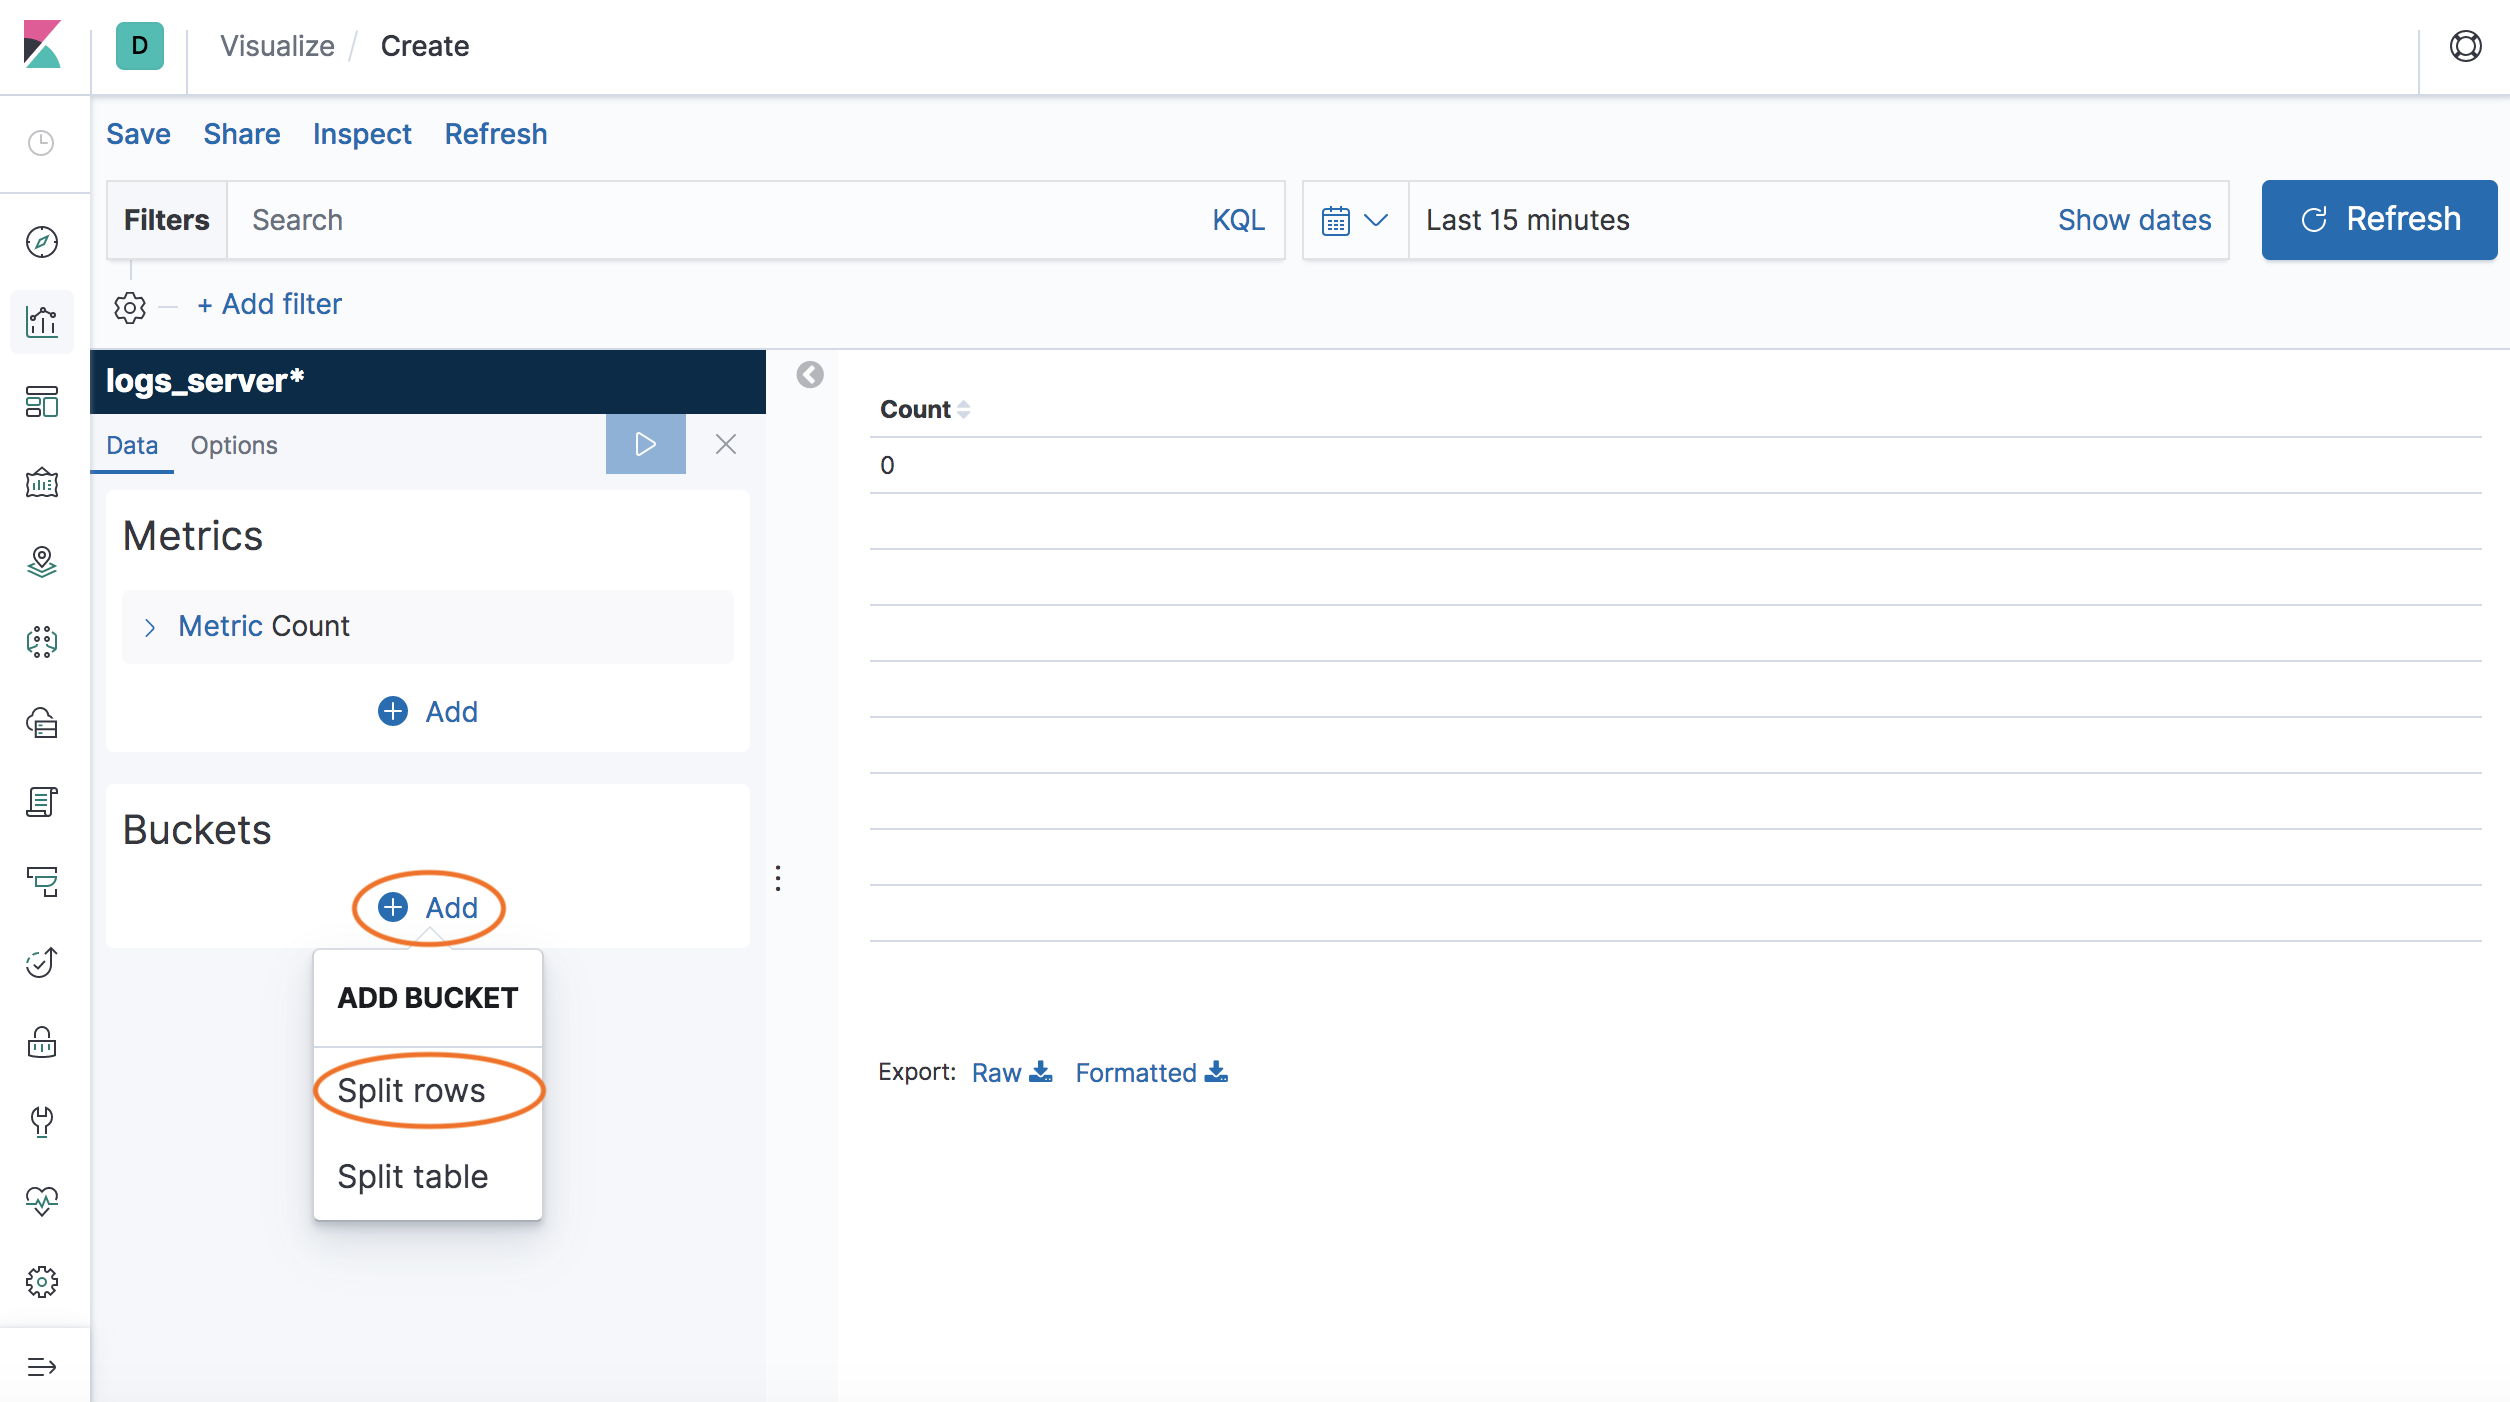 D Visualize / Create
Save Share Inspect Refresh
Filters Search KQL Last 15 minutes Show dates Refresh
+ Add filter
logs_server*
Data Options
Metrics
Metric Count
Add
Buckets
Add
ADD BUCKET
Split rows
Split table
Count
0
Export: Raw Formatted